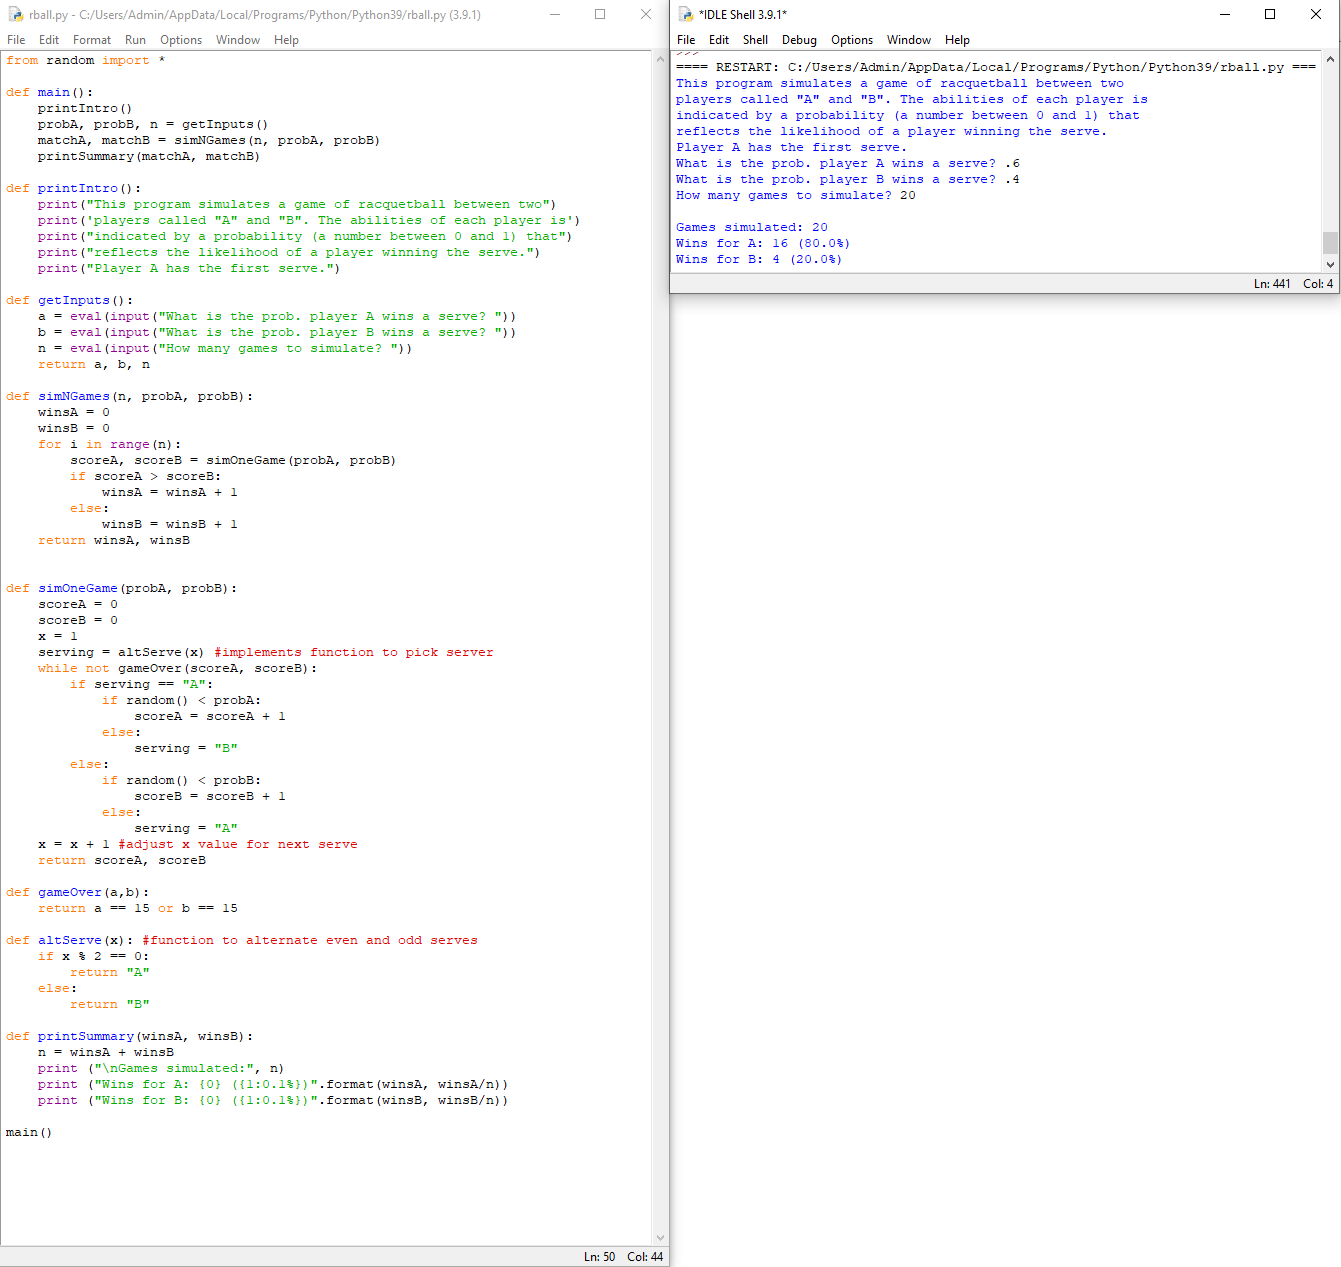 rball.py - C:/Users/Admin/AppData/Local/Programs/Python/Python39/rball.py (3.9.1)
File Edit Format Run Options Window Help
from random import *

def main():
    printIntro()
    probA, probB, n = getInputs()
    matchA, matchB = simNGames(n, probA, probB)
    printSummary(matchA, matchB)

def printIntro():
    print("This program simulates a game of racquetball between two")
    print('players called "A" and "B". The abilities of each player is')
    print("indicated by a probability (a number between 0 and 1) that")
    print("reflects the likelihood of a player winning the serve.")
    print("Player A has the first serve.")

def getInputs():
    a = eval(input("What is the prob. player A wins a serve? "))
    b = eval(input("What is the prob. player B wins a serve? "))
    n = eval(input("How many games to simulate? "))
    return a, b, n

def simNGames(n, probA, probB):
    winsA = 0
    winsB = 0
    for i in range(n):
        scoreA, scoreB = simOneGame(probA, probB)
        if scoreA > scoreB:
            winsA = winsA + 1
        else:
            winsB = winsB + 1
    return winsA, winsB

def simOneGame(probA, probB):
    scoreA = 0
    scoreB = 0
    x = 1
    serving = altServe(x) #implements function to pick server
    while not gameOver(scoreA, scoreB):
        if serving == "A":
            if random() < probA:
                scoreA = scoreA + 1
            else:
                serving = "B"
        else:
            if random() < probB:
                scoreB = scoreB + 1
            else:
                serving = "A"
    x = x + 1 #adjust x value for next serve
    return scoreA, scoreB

def gameOver(a,b):
    return a == 15 or b == 15

def altServe(x): #function to alternate even and odd serves
    if x % 2 == 0:
        return "A"
    else:
        return "B"

def printSummary(winsA, winsB):
    n = winsA + winsB
    print ("\nGames simulated:", n)
    print ("Wins for A: {0} ({1:0.1%})".format(winsA, winsA/n))
    print ("Wins for B: {0} ({1:0.1%})".format(winsB, winsB/n))

main()
Ln: 50 Col: 44
*IDLE Shell 3.9.1*
File Edit Shell Debug Options Window Help
==== RESTART: C:/Users/Admin/AppData/Local/Programs/Python/Python39/rball.py ===
This program simulates a game of racquetball between two
players called "A" and "B". The abilities of each player is
indicated by a probability (a number between 0 and 1) that
reflects the likelihood of a player winning the serve.
Player A has the first serve.
What is the prob. player A wins a serve? .6
What is the prob. player B wins a serve? .4
How many games to simulate? 20

Games simulated: 20
Wins for A: 16 (80.0%)
Wins for B: 4 (20.0%)
Ln: 441 Col: 4